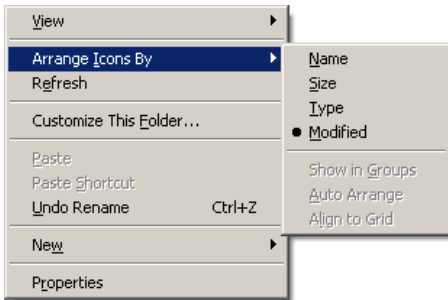 View
Arrange Icons By
Refresh
Customize This Folder...
Paste
Paste Shortcut
Undo Rename Ctrl+Z
New
Properties
Name
Size
Type
Modified
Show in Groups
Auto Arrange
Align to Grid